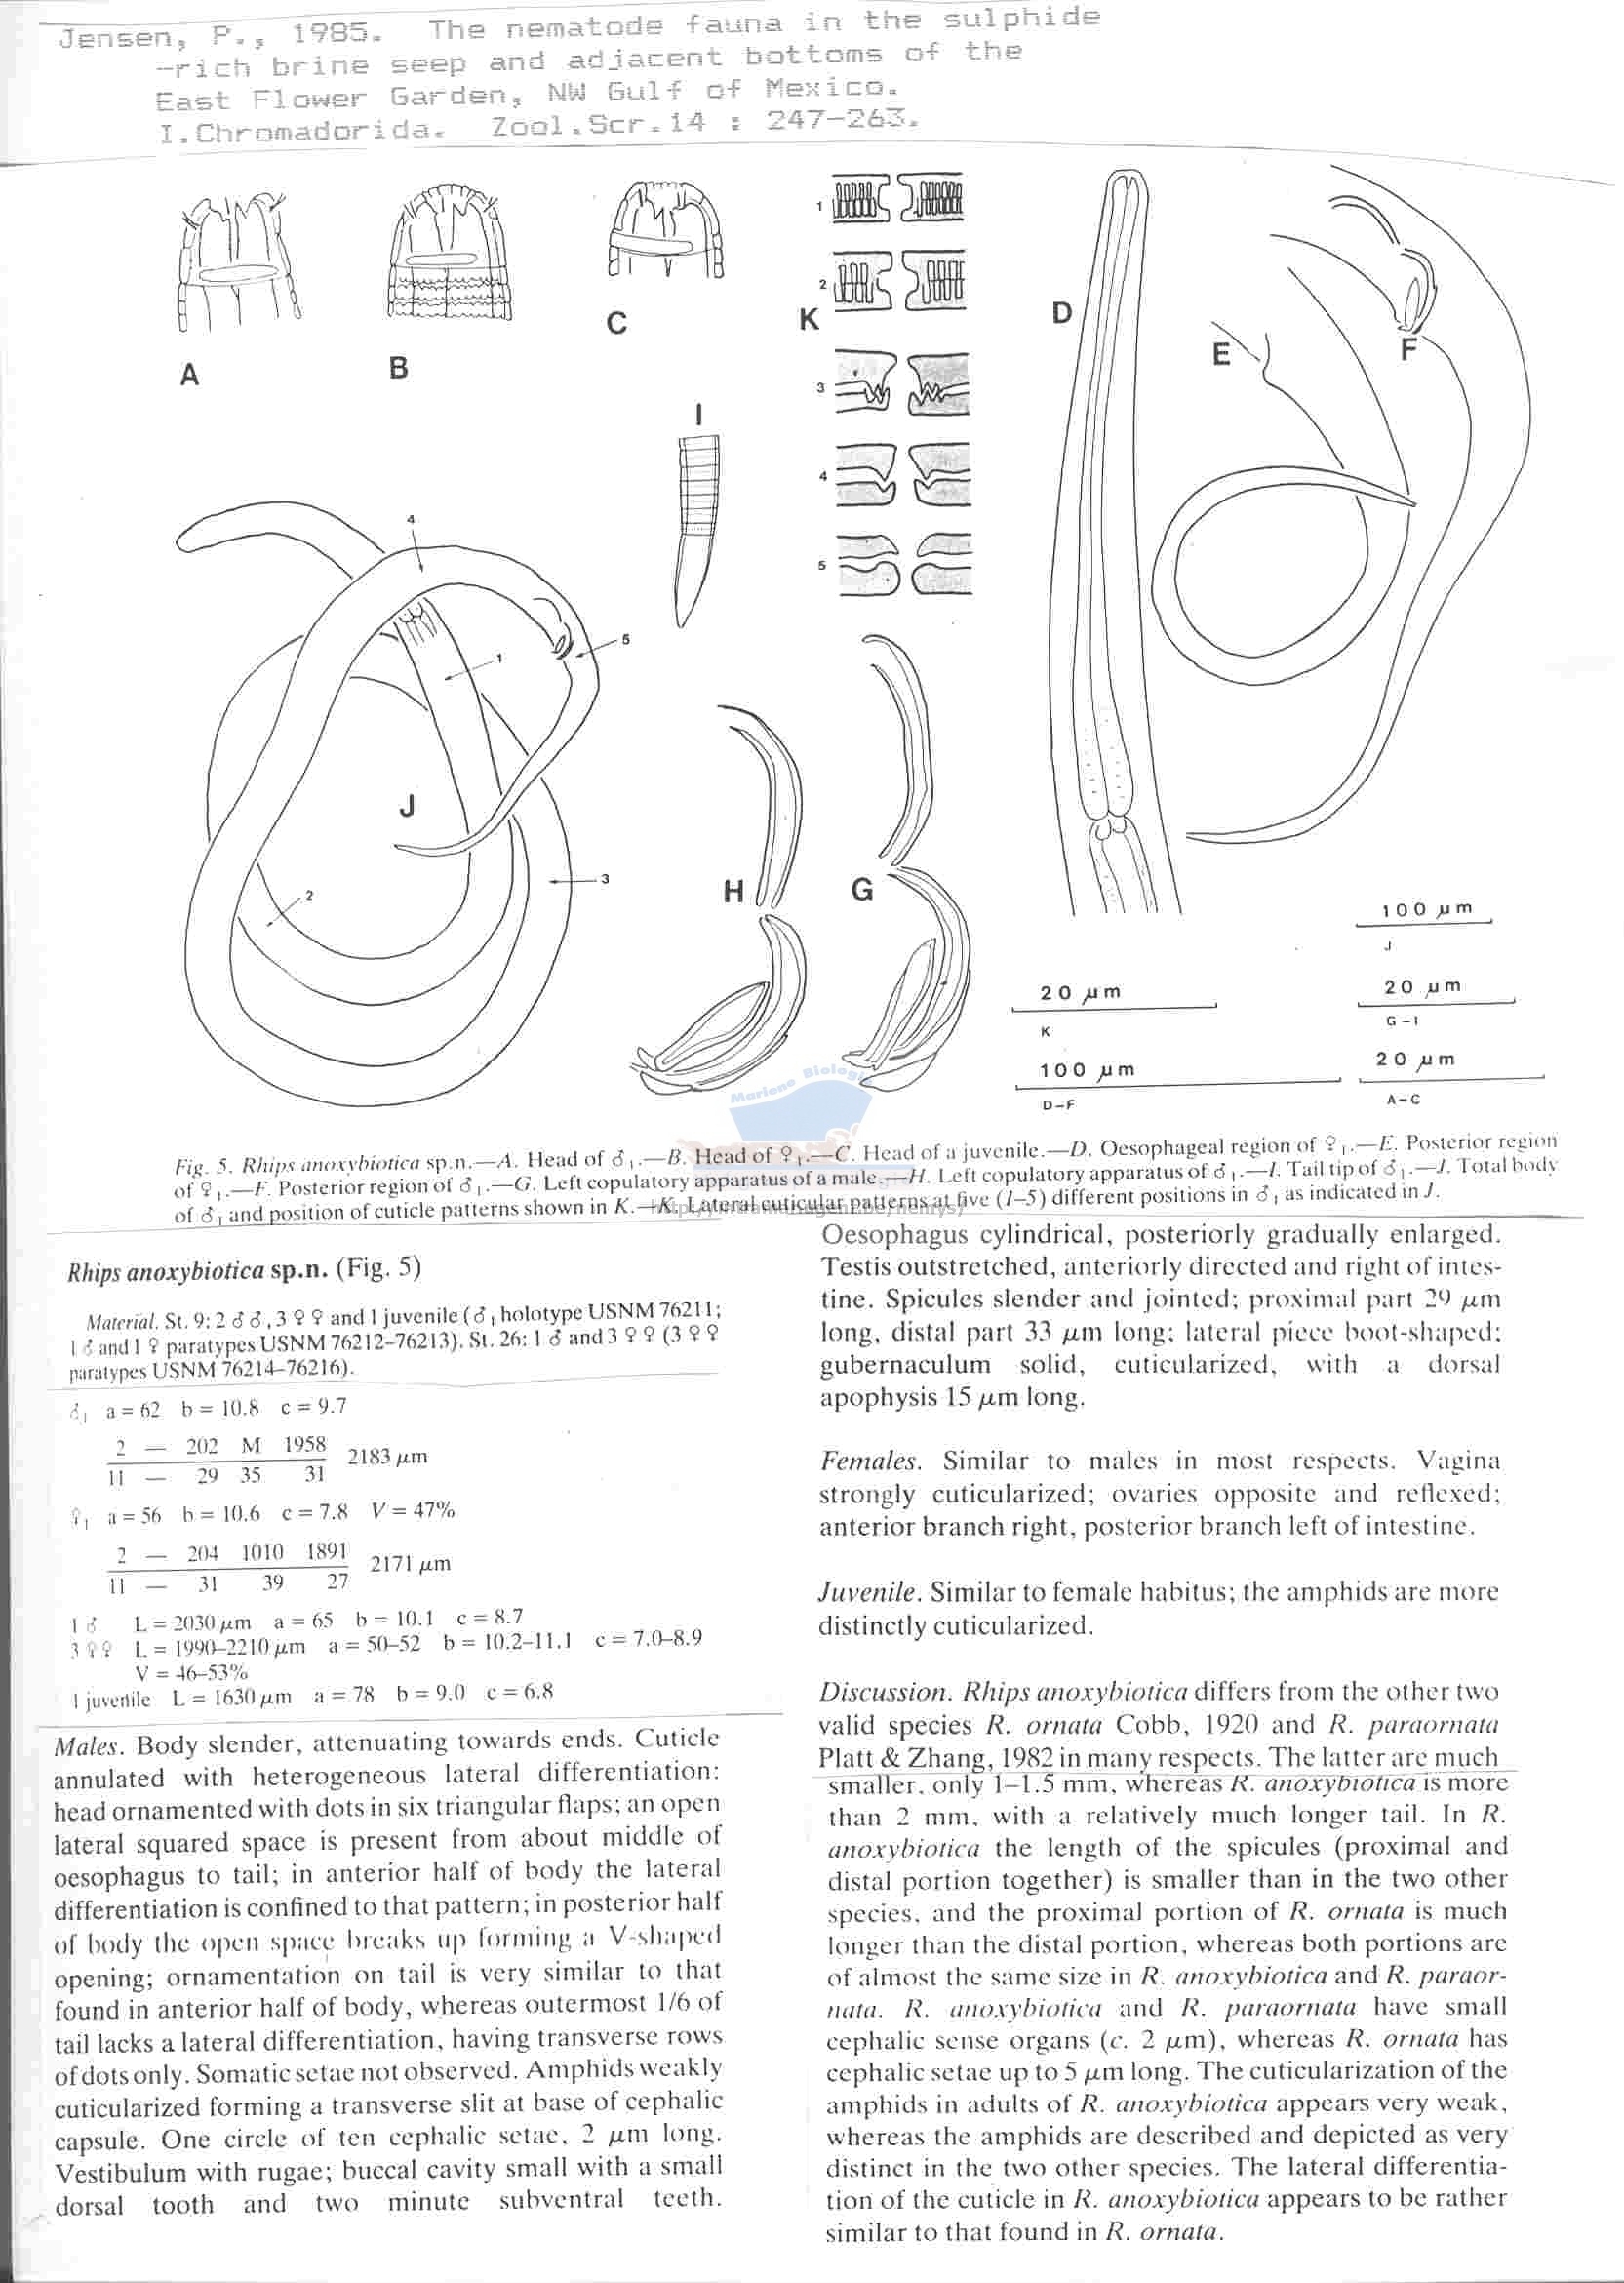 Jensen, P., 1985. The nematode fauna in the sulphide
-rich brine seep and adjacent bottoms of the
East Flower Garden, NW Gulf of Mexico.
I.Chromadorida. Zool.Scr.14 : 247-263.
A
B
C
K
1
2
3
4
5
D
E
F
I
J
4
1
5
2
3
H
G
100 µm
J
20 µm
K
20 µm
G–I
100 µm
D–F
20 µm
A–C
Marione Biologie
Fig. 5. Rhips anoxybiotica sp.n.—A. Head of ♂1.—B. Head of ♀1.—C. Head of a juvenile.—D. Oesophageal region of ♀1.—E. Posterior region
of ♀1.—F. Posterior region of ♂1.—G. Left copulatory apparatus of a male.—H. Left copulatory apparatus of ♂1.—I. Tail tip of ♂1.—J. Total body
of ♂1 and position of cuticle patterns shown in K.—K. Lateral cuticular patterns at five (1–5) different positions in ♂1 as indicated in J.
Rhips anoxybiotica sp.n. (Fig. 5)
Material. St. 9: 2 ♂♂, 3 ♀♀ and 1 juvenile (♂1 holotype USNM 76211;
1 ♂ and 1 ♀ paratypes USNM 76212–76213). St. 26: 1 ♂ and 3 ♀♀ (3 ♀♀
paratypes USNM 76214–76216).
♂1 a = 62 b = 10.8 c = 9.7
2 — 202 M 1958
2183 µm
11 — 29 35 31
♀1 a = 56 b = 10.6 c = 7.8 V = 47%
2 — 204 1010 1891
2171 µm
11 — 31 39 27
1 ♂ L = 2030 µm a = 65 b = 10.1 c = 8.7
3 ♀♀ L = 1990–2210 µm a = 50–52 b = 10.2–11.1 c = 7.0–8.9
V = 46–53%
1 juvenile L = 1630 µm a = 78 b = 9.0 c = 6.8
Males. Body slender, attenuating towards ends. Cuticle
annulated with heterogeneous lateral differentiation:
head ornamented with dots in six triangular flaps; an open
lateral squared space is present from about middle of
oesophagus to tail; in anterior half of body the lateral
differentiation is confined to that pattern; in posterior half
of body the open space breaks up forming a V-shaped
opening; ornamentation on tail is very similar to that
found in anterior half of body, whereas outermost 1/6 of
tail lacks a lateral differentiation, having transverse rows
of dots only. Somatic setae not observed. Amphids weakly
cuticularized forming a transverse slit at base of cephalic
capsule. One circle of ten cephalic setae, 2 µm long.
Vestibulum with rugae; buccal cavity small with a small
dorsal tooth and two minute subventral teeth.
Oesophagus cylindrical, posteriorly gradually enlarged.
Testis outstretched, anteriorly directed and right of intes-
tine. Spicules slender and jointed; proximal part 29 µm
long, distal part 33 µm long; lateral piece boot-shaped;
gubernaculum solid, cuticularized, with a dorsal
apophysis 15 µm long.
Females. Similar to males in most respects. Vagina
strongly cuticularized; ovaries opposite and reflexed;
anterior branch right, posterior branch left of intestine.
Juvenile. Similar to female habitus; the amphids are more
distinctly cuticularized.
Discussion. Rhips anoxybiotica differs from the other two
valid species R. ornata Cobb, 1920 and R. paraornata
Platt & Zhang, 1982 in many respects. The latter are much
smaller, only 1–1.5 mm, whereas R. anoxybiotica is more
than 2 mm, with a relatively much longer tail. In R.
anoxybiotica the length of the spicules (proximal and
distal portion together) is smaller than in the two other
species, and the proximal portion of R. ornata is much
longer than the distal portion, whereas both portions are
of almost the same size in R. anoxybiotica and R. paraor-
nata. R. anoxybiotica and R. paraornata have small
cephalic sense organs (c. 2 µm), whereas R. ornata has
cephalic setae up to 5 µm long. The cuticularization of the
amphids in adults of R. anoxybiotica appears very weak,
whereas the amphids are described and depicted as very
distinct in the two other species. The lateral differentia-
tion of the cuticle in R. anoxybiotica appears to be rather
similar to that found in R. ornata.